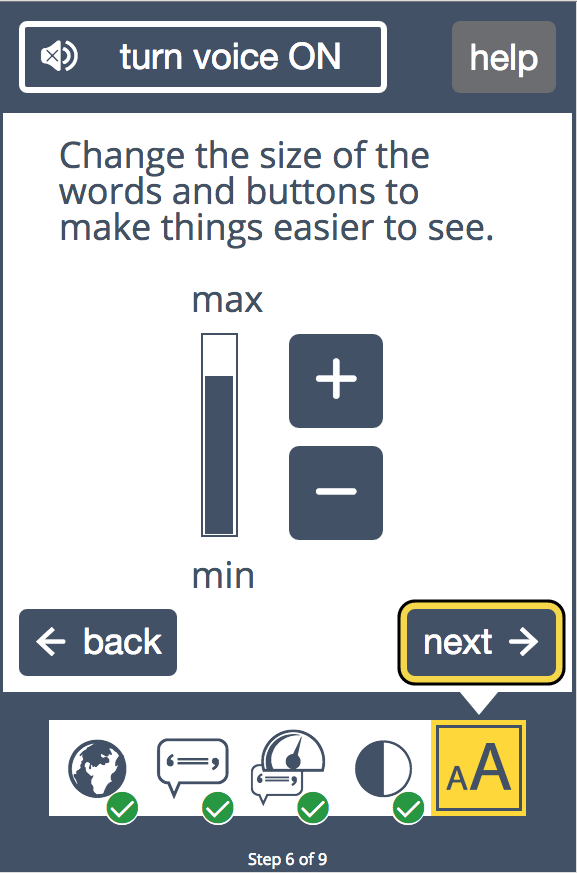 turn voice ON
help
Change the size of the
words and buttons to
make things easier to see.
max
+
−
min
← back
next →
AA
Step 6 of 9